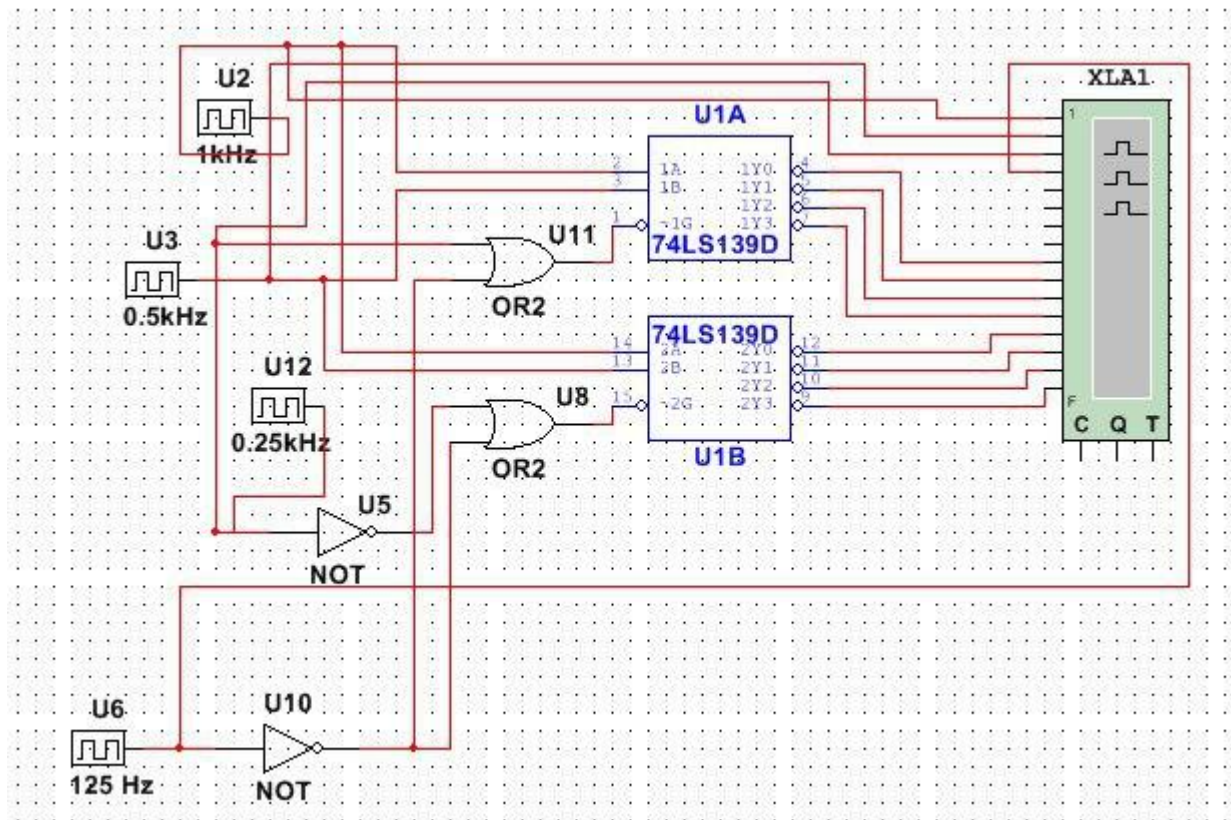 U2
1kHz
XLA1
1
U1A
2 1A 1Y0 4
3 1B 1Y1 5
1Y2 6
1 ~1G 1Y3 7
74LS139D
U3
0.5kHz
U11
OR2
74LS139D
14 2A 2Y0 12
13 2B 2Y1 11
2Y2 10
15 ~2G 2Y3 9
U1B
U12
0.25kHz
U8
OR2
F
C Q T
U5
NOT
U6
125 Hz
U10
NOT